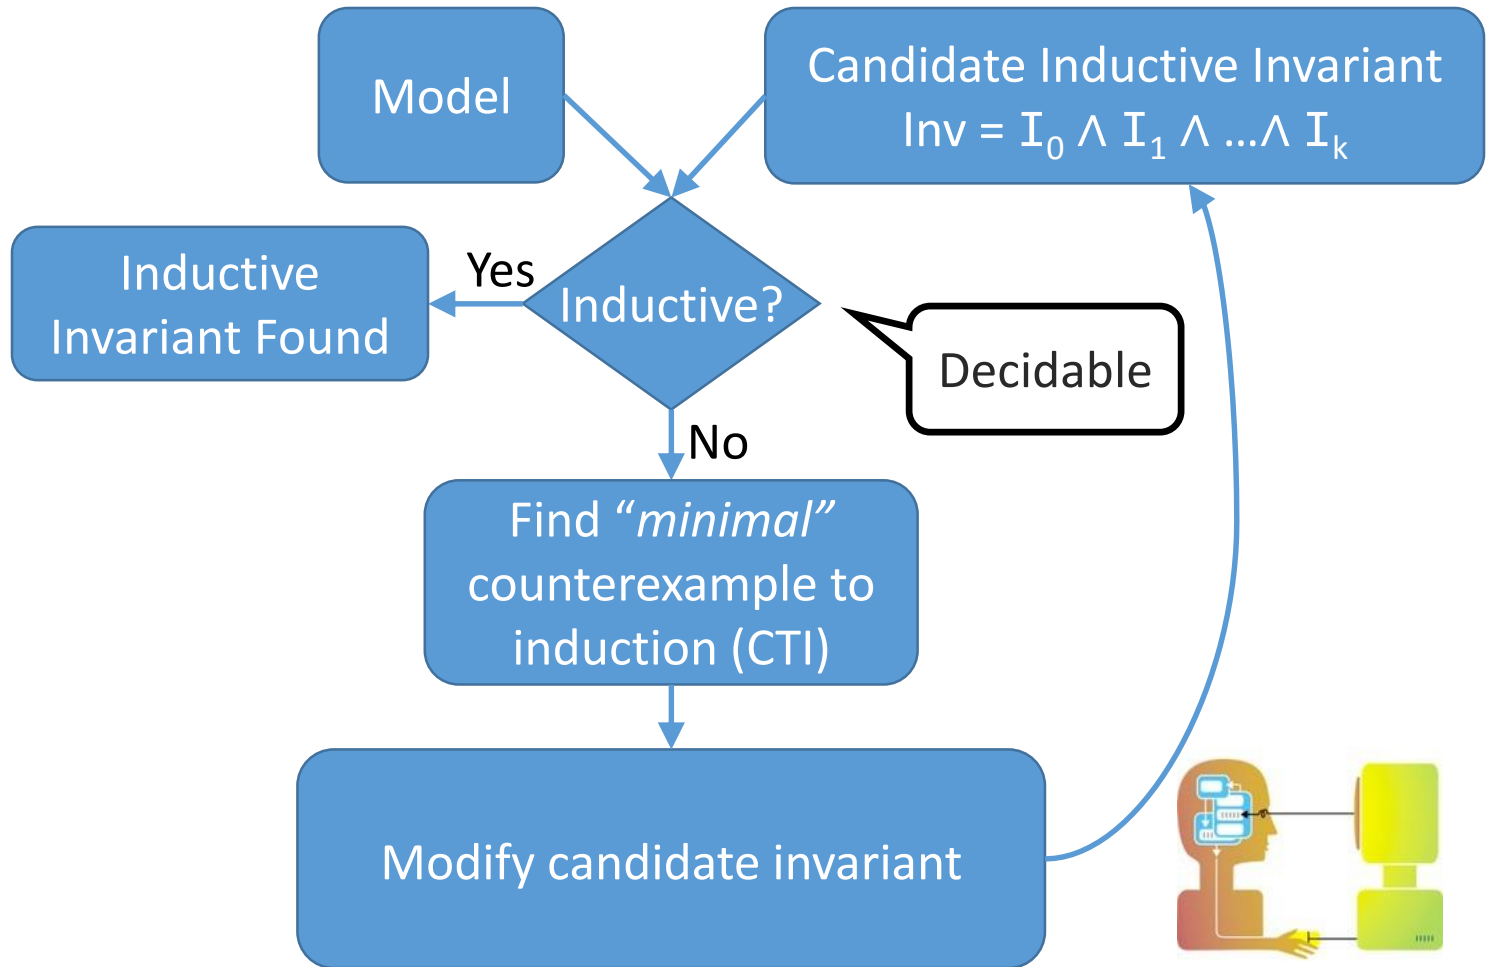 Model
Candidate Inductive Invariant
Inv = I₀ ∧ I₁ ∧ …∧ Iₖ
Inductive
Invariant Found
Yes
Inductive?
Decidable
No
Find “minimal”
counterexample to
induction (CTI)
Modify candidate invariant